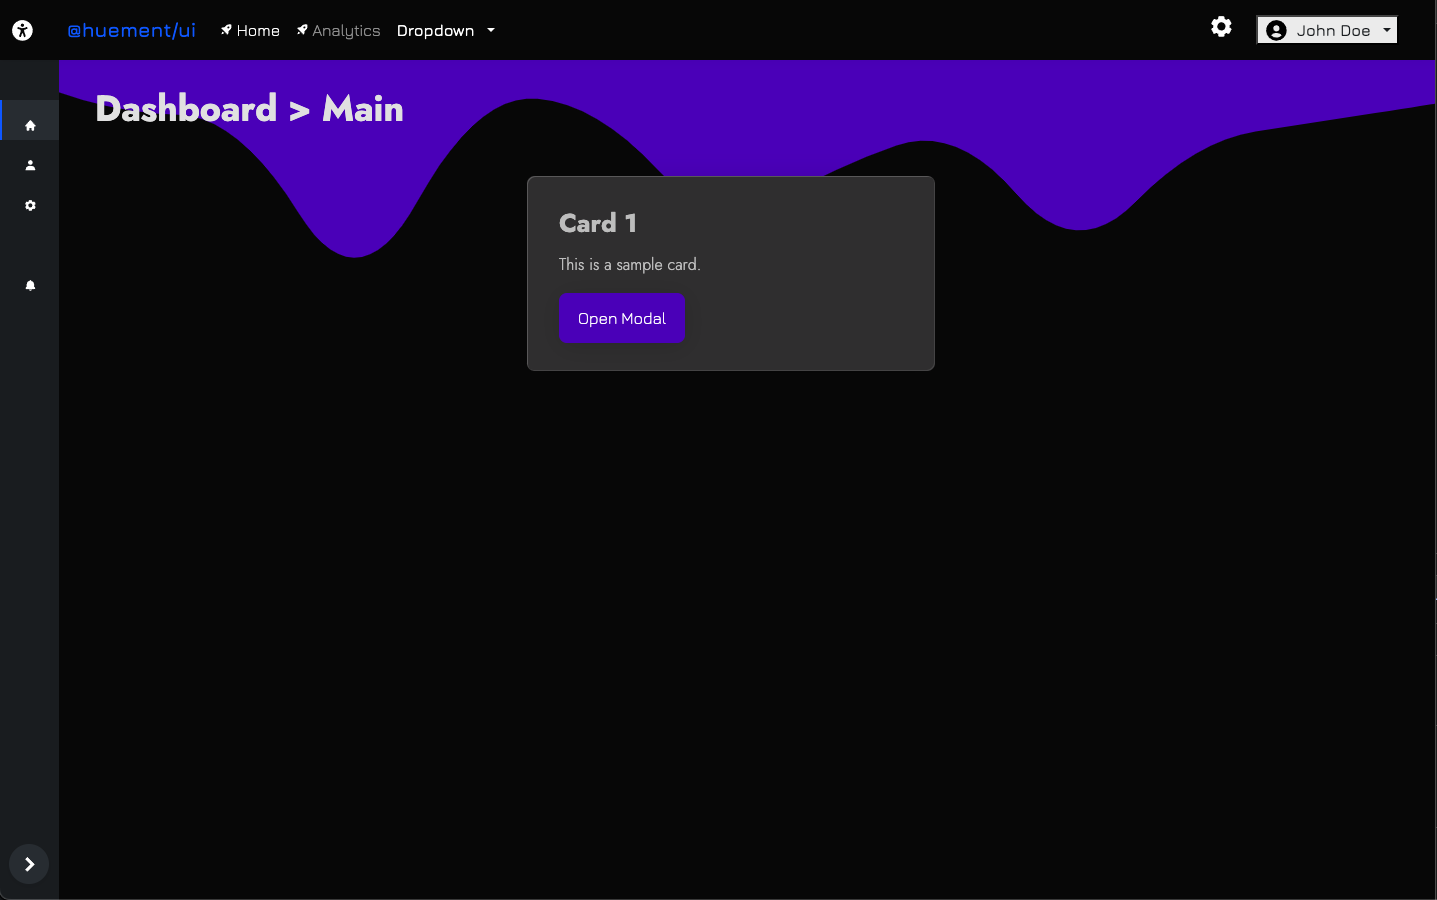 @huement/ui Home Analytics Dropdown John Doe
Dashboard > Main
Card 1
This is a sample card.
Open Modal